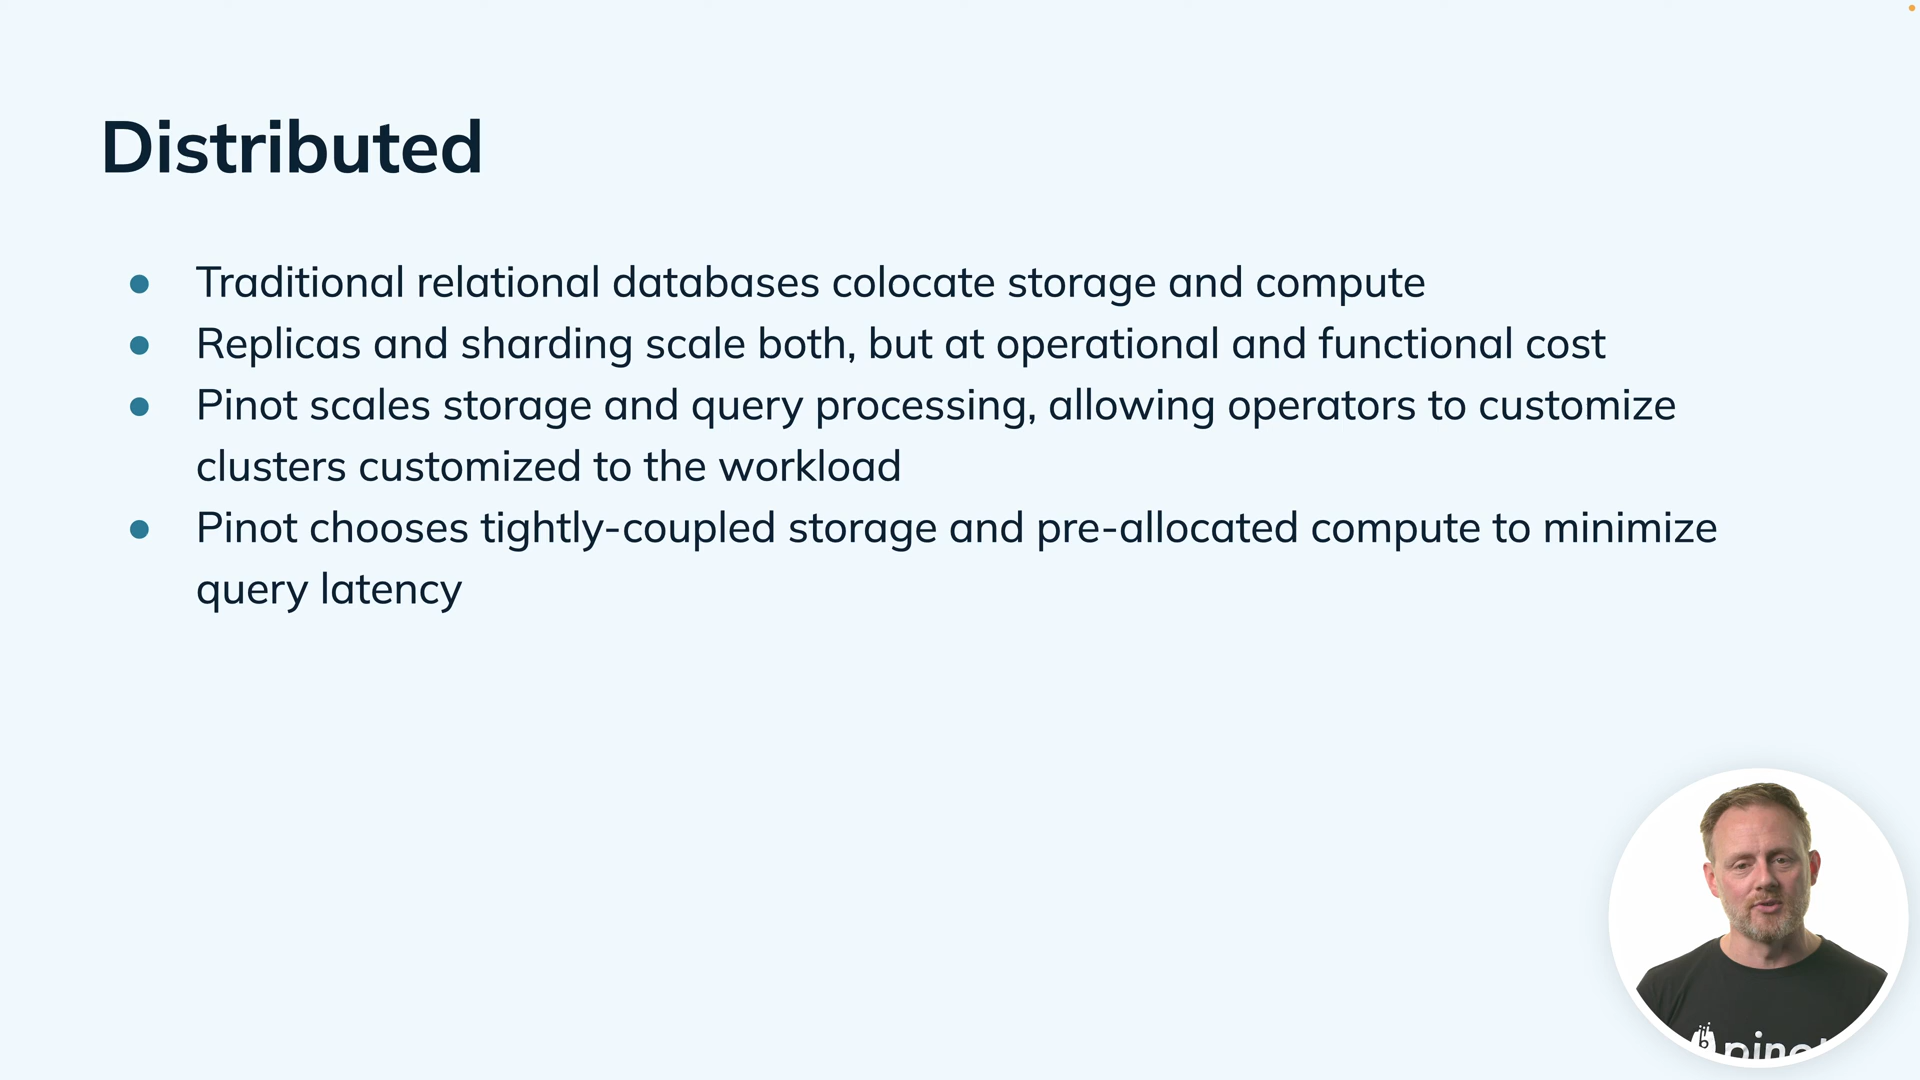 Distributed
Traditional relational databases colocate storage and compute
Replicas and sharding scale both, but at operational and functional cost
Pinot scales storage and query processing, allowing operators to customize
clusters customized to the workload
Pinot chooses tightly-coupled storage and pre-allocated compute to minimize
query latency
pinot